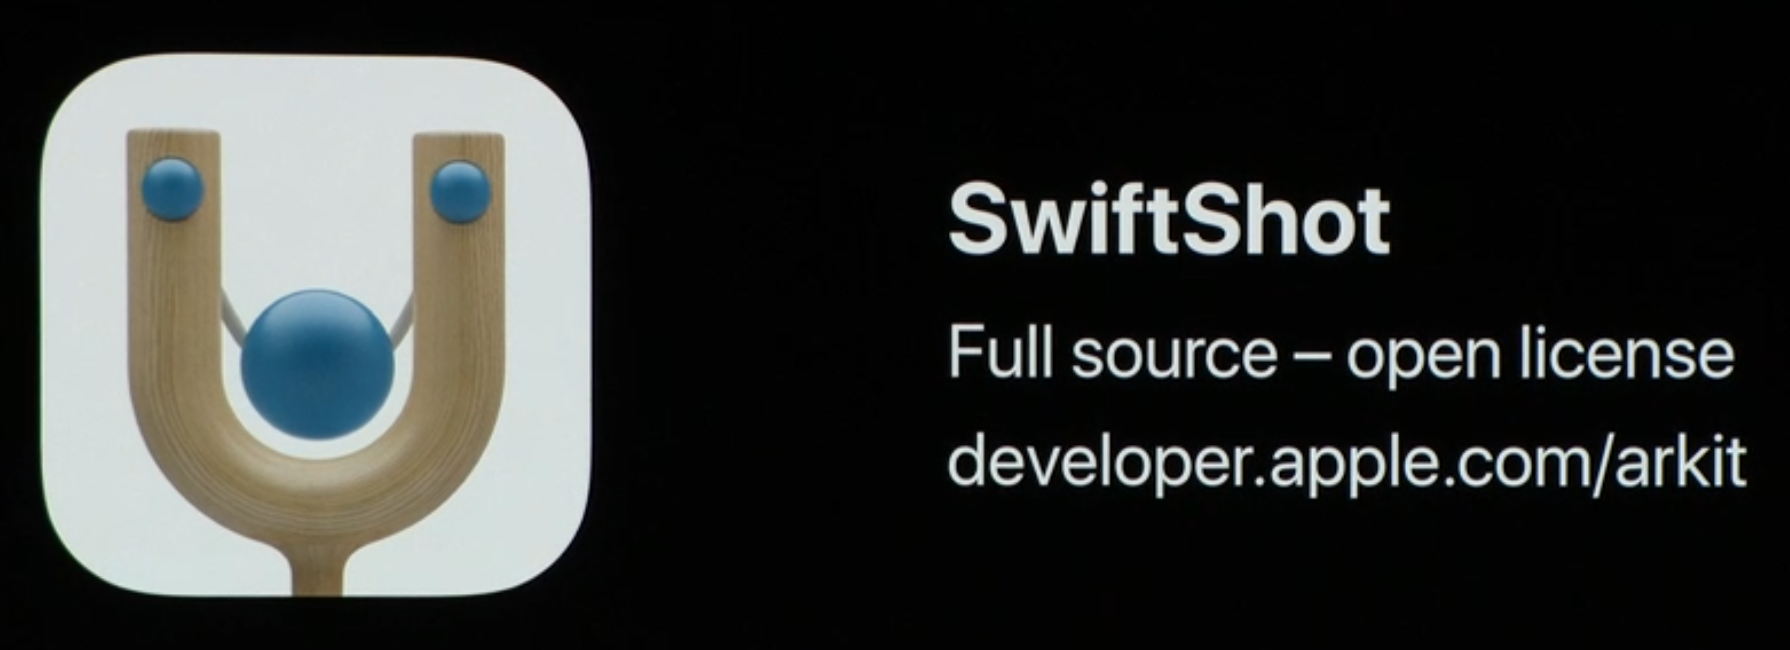 SwiftShot
Full source – open license
developer.apple.com/arkit